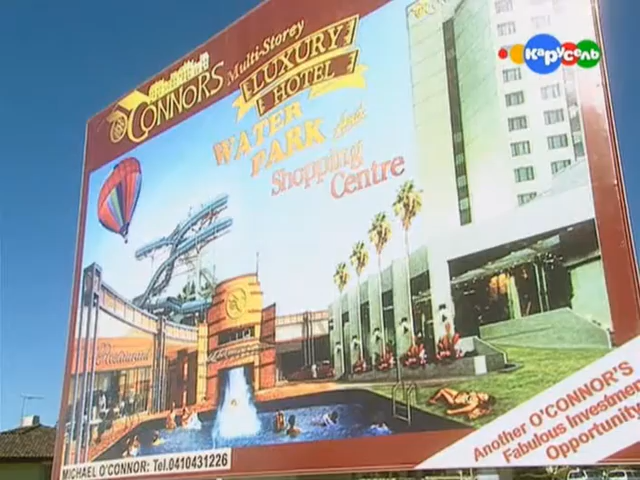 Карусель
O'CONNORS
Multi-Storey
LUXURY
HOTEL
WATER
PARK and
Shopping
Centre
Restaurant
MICHAEL O'CONNOR: Tel.0410431226
Another O'CONNOR'S
Fabulous Investment
Opportunity